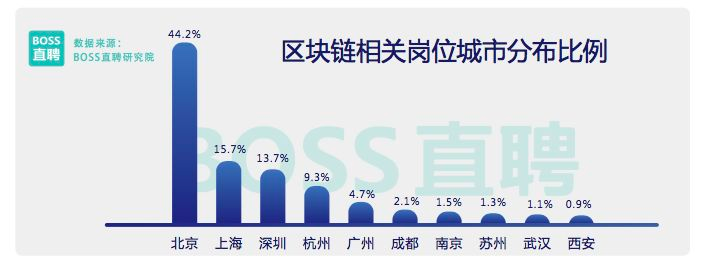 BOSS
直聘
数据来源：
BOSS直聘研究院
区块链相关岗位城市分布比例
BOSS直聘
44.2%
15.7%
13.7%
9.3%
4.7%
2.1%
1.5%
1.3%
1.1%
0.9%
北京 上海 深圳 杭州 广州 成都 南京 苏州 武汉 西安